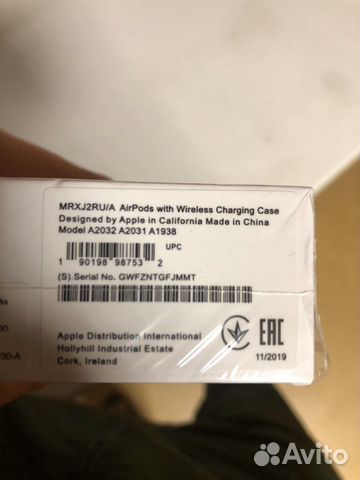 MRXJ2RU/A AirPods with Wireless Charging Case
Designed by Apple in California Made in China
Model A2032 A2031 A1938
UPC
1 90198 98753 2
(S) Serial No. GWFZNTGFJMMT
ks
Apple Distribution International
Hollyhill Industrial Estate
Cork, Ireland
30-A
EAC
11/2019
Avito